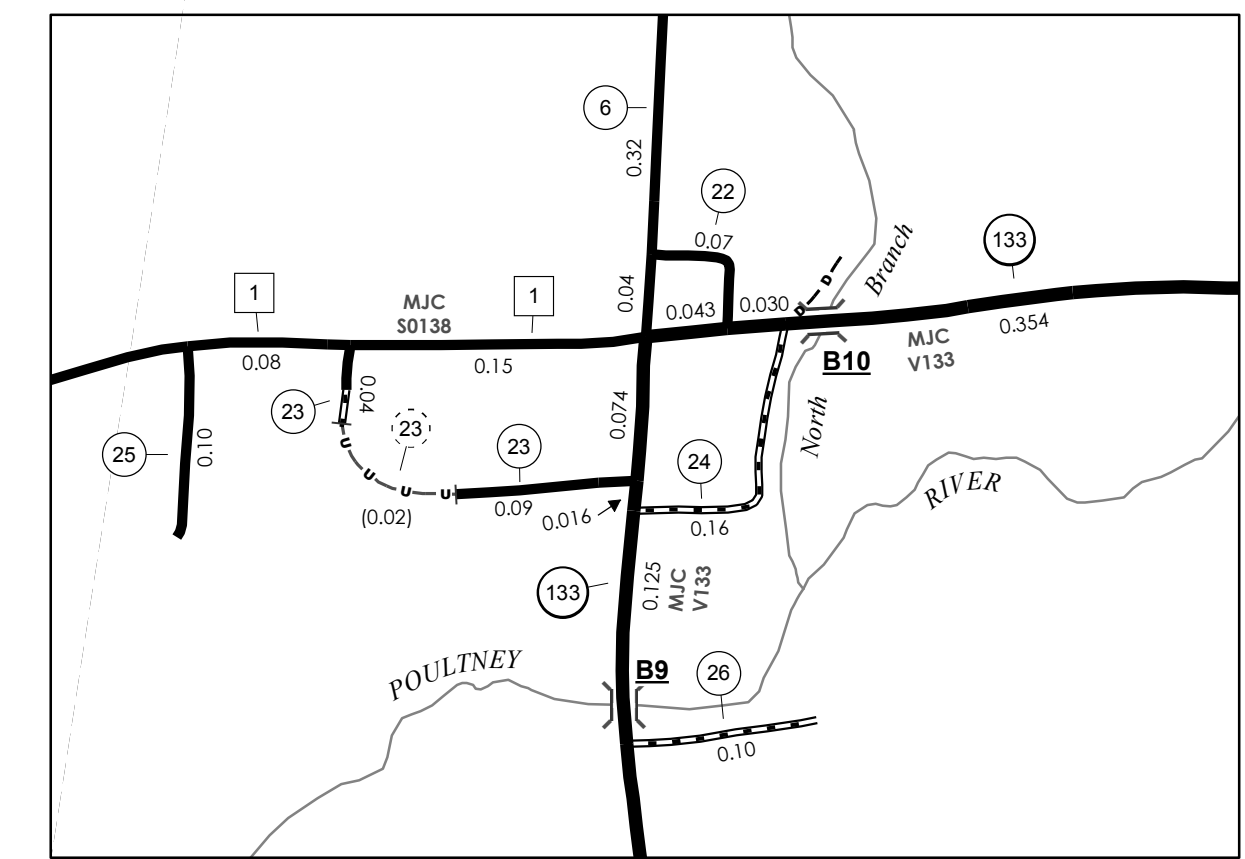 6
0.32
22
0.07
133
Branch
D
D
1
MJC
S0138
1
0.04
0.043
0.030
0.354
MJC
V133
B10
0.08
0.15
23
0.04
23
U
U
U
U
(0.02)
25
0.10
23
0.09
0.074
0.016
24
0.16
North
RIVER
133
0.125
MJC
V133
POULTNEY
B9
26
0.10